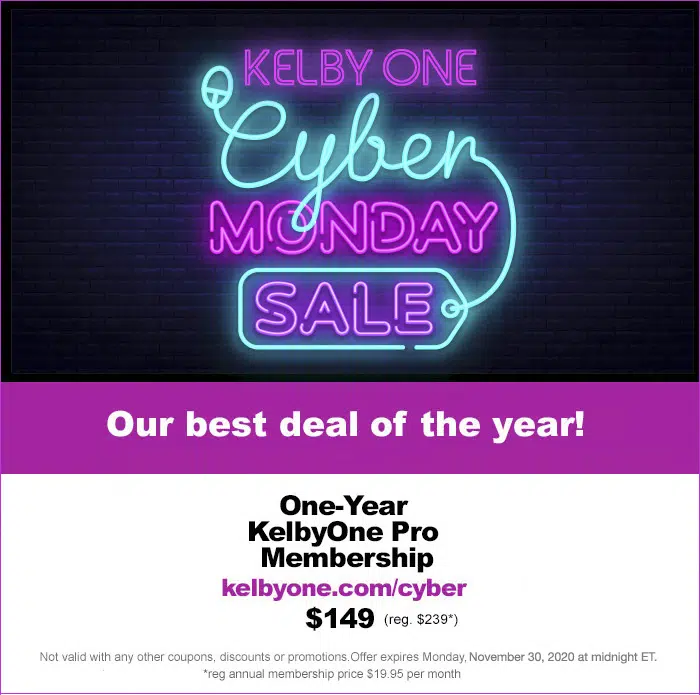 KELBY ONE
Cyber
MONDAY
SALE
Our best deal of the year!
One-Year
KelbyOne Pro
Membership
kelbyone.com/cyber
$149 (reg. $239*)
Not valid with any other coupons, discounts or promotions.Offer expires Monday, November 30, 2020 at midnight ET.
*reg annual membership price $19.95 per month